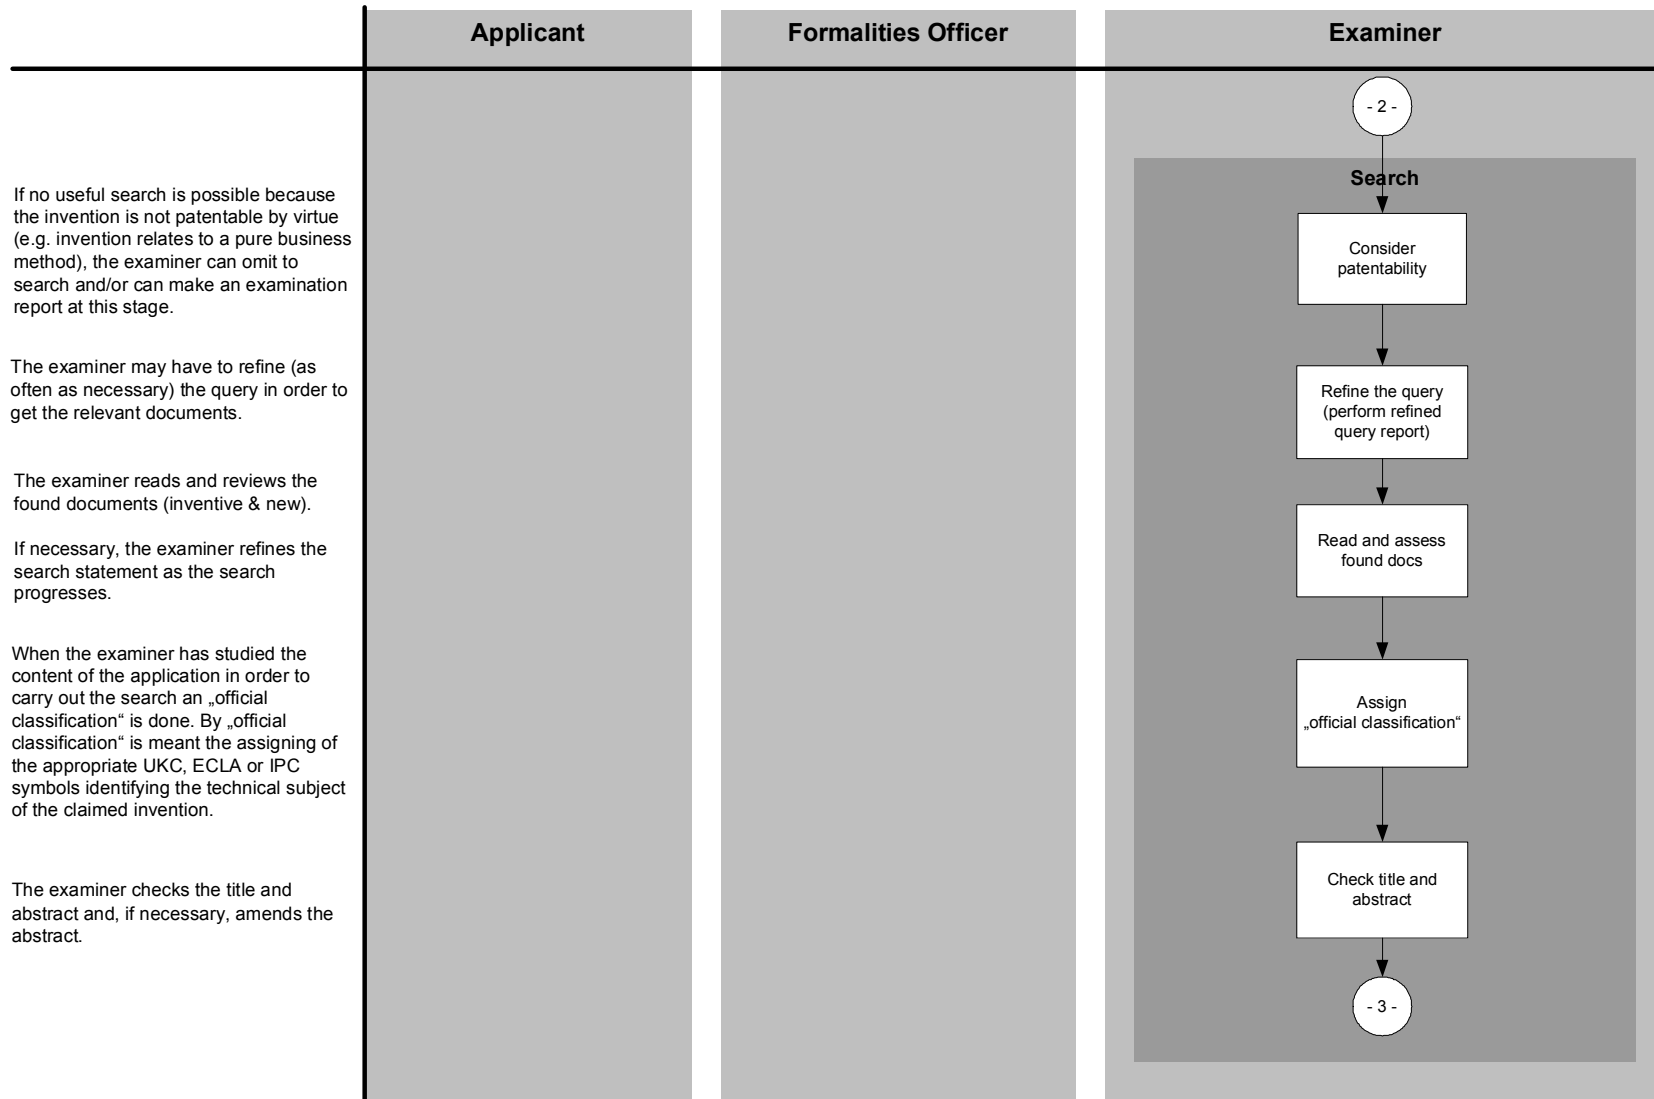 Applicant
Formalities Officer
Examiner
- 2 -
Search
If no useful search is possible because
the invention is not patentable by virtue
(e.g. invention relates to a pure business
method), the examiner can omit to
search and/or can make an examination
report at this stage.
Consider
patentability
The examiner may have to refine (as
often as necessary) the query in order to
get the relevant documents.
Refine the query
(perform refined
query report)
The examiner reads and reviews the
found documents (inventive & new).
If necessary, the examiner refines the
search statement as the search
progresses.
Read and assess
found docs
When the examiner has studied the
content of the application in order to
carry out the search an „official
classification“ is done. By „official
classification“ is meant the assigning of
the appropriate UKC, ECLA or IPC
symbols identifying the technical subject
of the claimed invention.
Assign
„official classification“
The examiner checks the title and
abstract and, if necessary, amends the
abstract.
Check title and
abstract
- 3 -